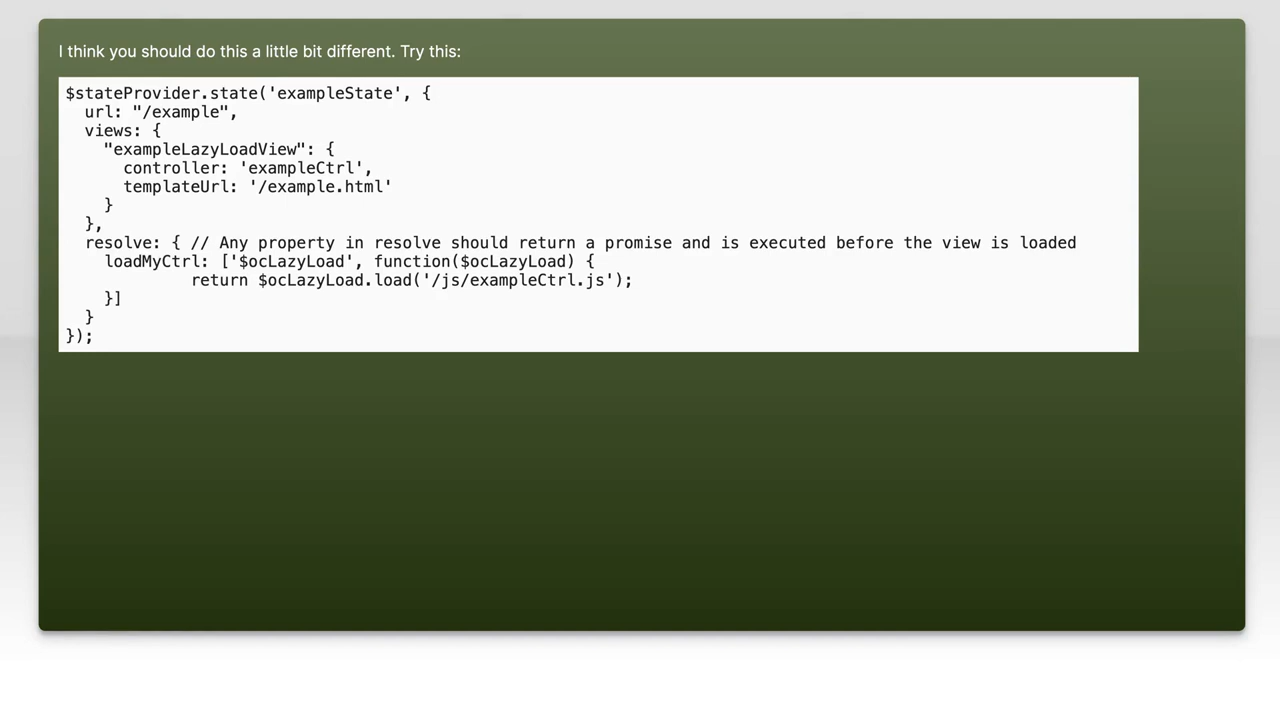 I think you should do this a little bit different. Try this:
$stateProvider.state('exampleState', {
  url: "/example",
  views: {
    "exampleLazyLoadView": {
      controller: 'exampleCtrl',
      templateUrl: '/example.html'
    }
  },
  resolve: { // Any property in resolve should return a promise and is executed before the view is loaded
    loadMyCtrl: ['$ocLazyLoad', function($ocLazyLoad) {
             return $ocLazyLoad.load('/js/exampleCtrl.js');
    }]
  }
});